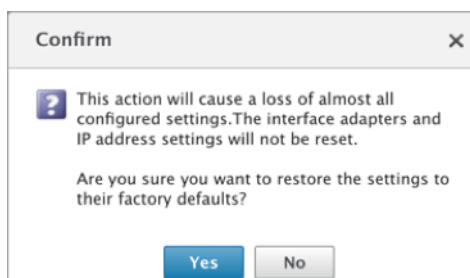 Confirm
This action will cause a loss of almost all
configured settings.The interface adapters and
IP address settings will not be reset.
Are you sure you want to restore the settings to
their factory defaults?
Yes No